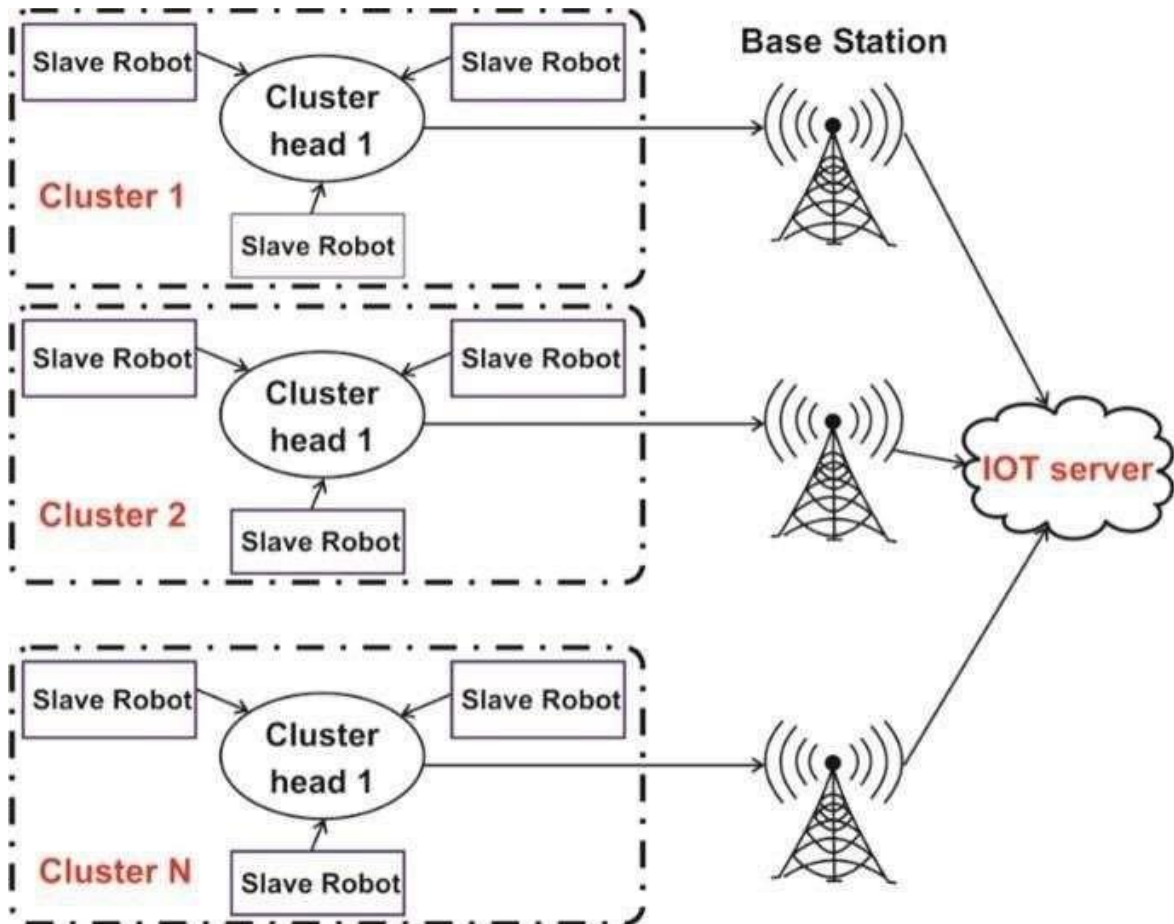 Base Station
Slave Robot
Slave Robot
Cluster
head 1
Cluster 1
Slave Robot
Slave Robot
Slave Robot
Cluster
head 1
IOT server
Cluster 2
Slave Robot
Slave Robot
Slave Robot
Cluster
head 1
Cluster N
Slave Robot